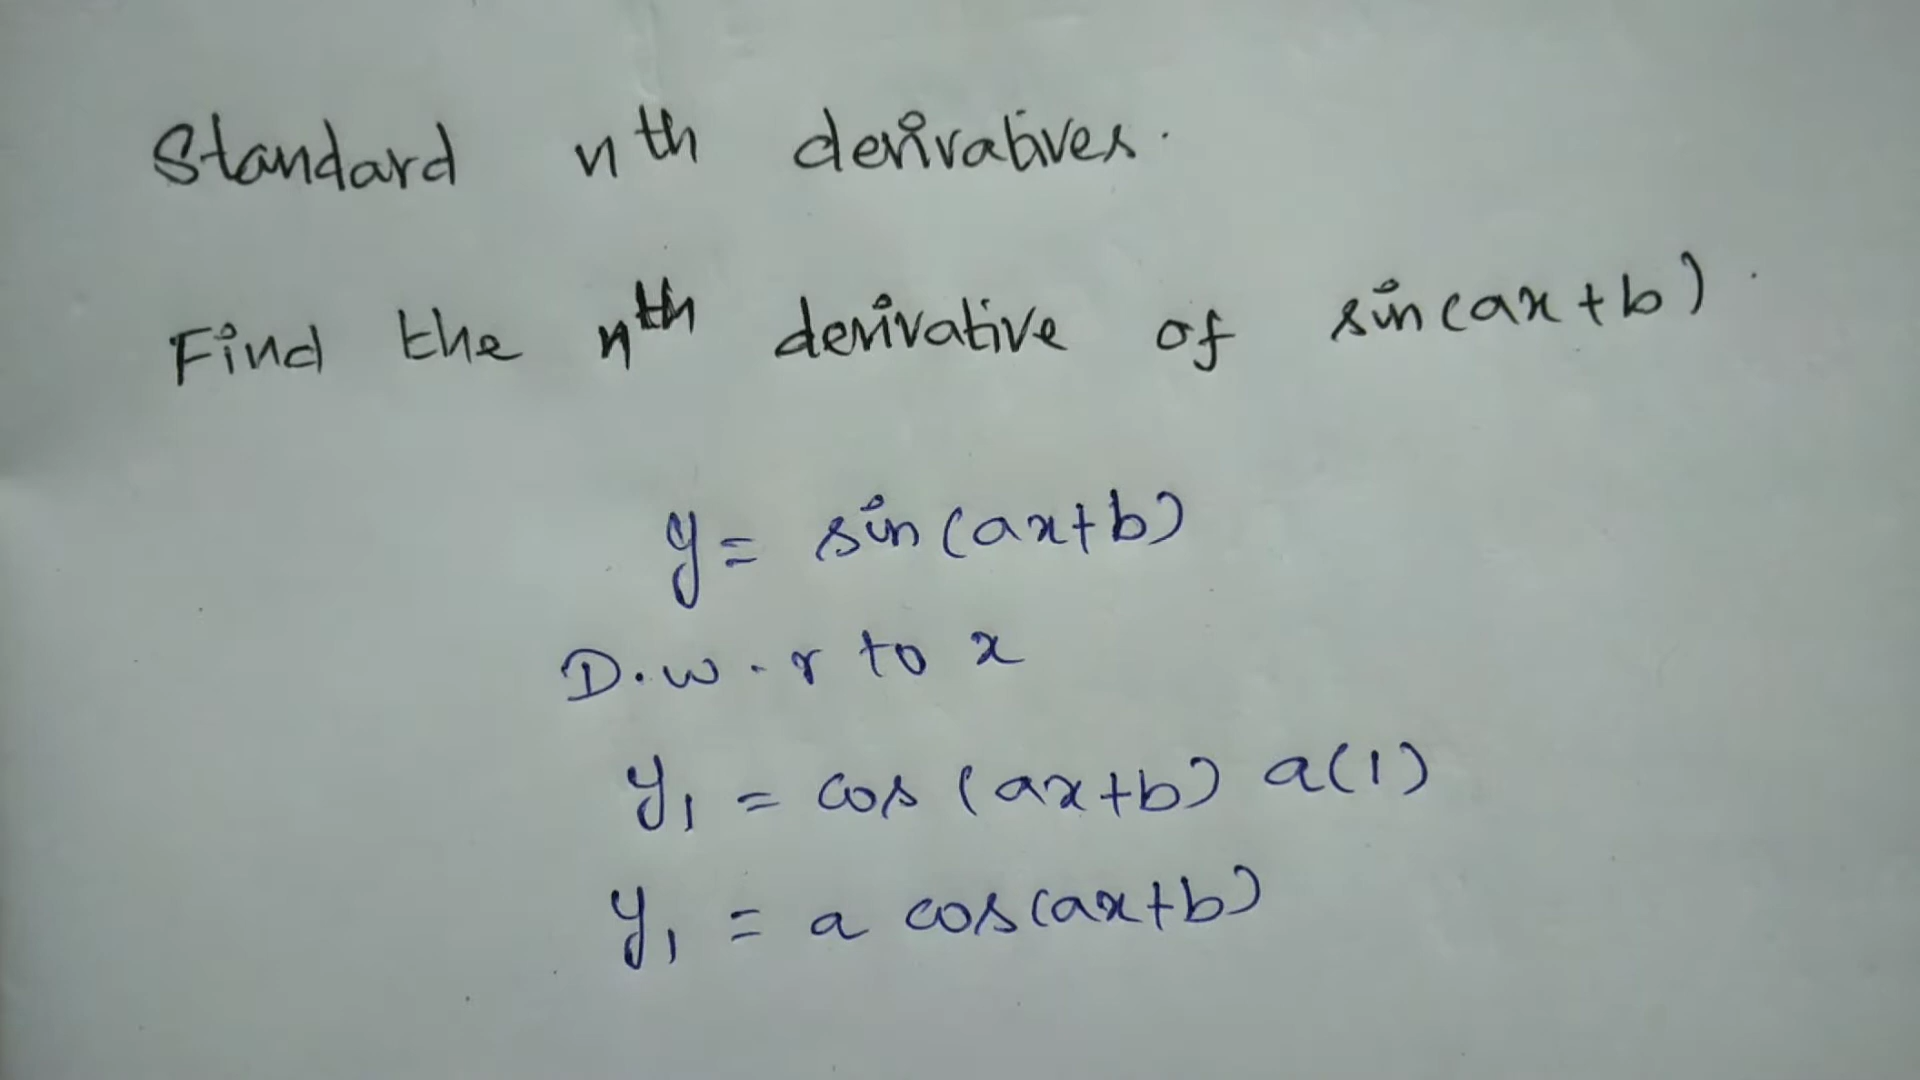 Standard nth derivatives.
Find the nth derivative of sin(ax+b).
y = sin(ax+b)
D.w.r to x
y₁ = cos(ax+b) a(1)
y₁ = a cos(ax+b)